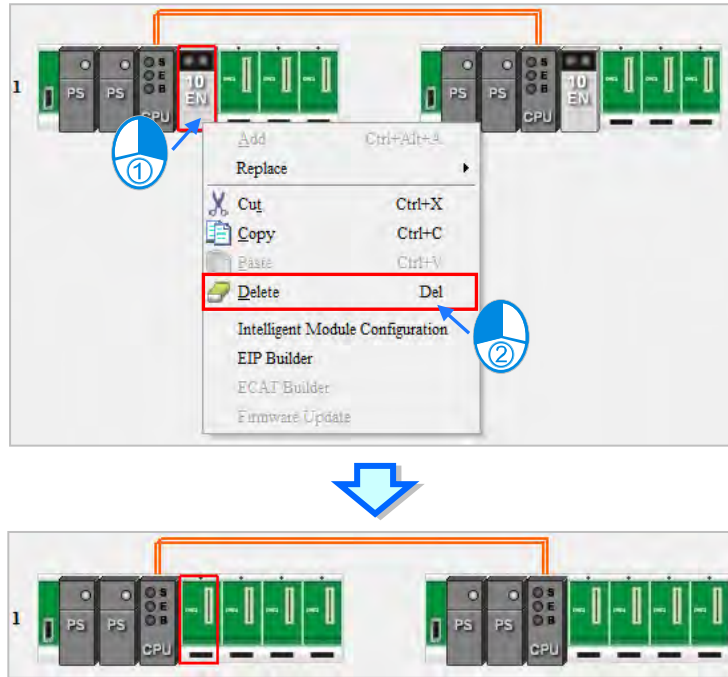 1
PS PS CPU S E B 10 EN
PS PS CPU S E B 10 EN
①
Add Ctrl+Alt+A
Replace
Cut Ctrl+X
Copy Ctrl+C
Paste Ctrl+V
Delete Del
Intelligent Module Configuration
EIP Builder
ECAT Builder
Firmware Update
②
1
PS PS CPU S E B
PS PS CPU S E B